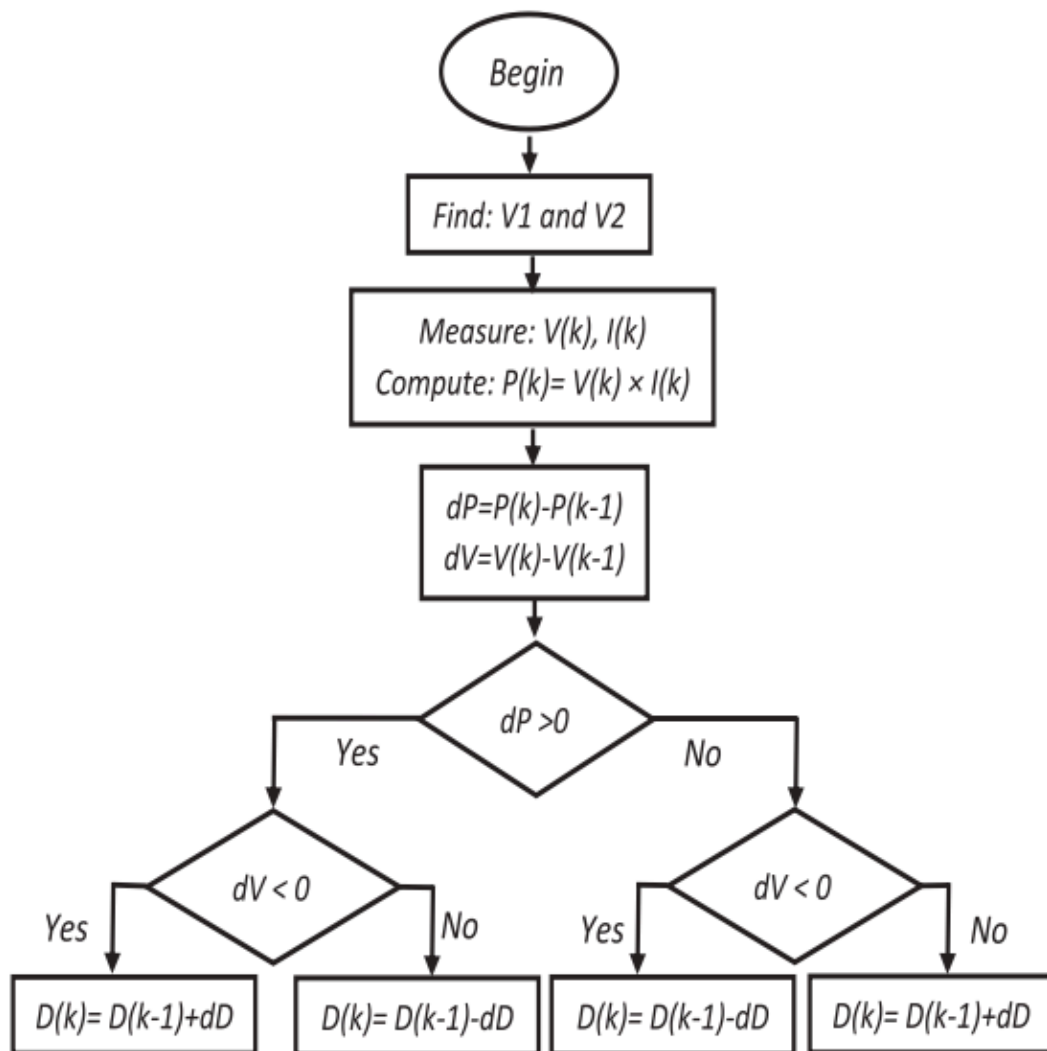 Begin
Find: V1 and V2
Measure: V(k), I(k)
Compute: P(k)= V(k) × I(k)
dP=P(k)-P(k-1)
dV=V(k)-V(k-1)
dP >0
Yes
No
dV < 0
dV < 0
Yes
No
Yes
No
D(k)= D(k-1)+dD
D(k)= D(k-1)-dD
D(k)= D(k-1)-dD
D(k)= D(k-1)+dD